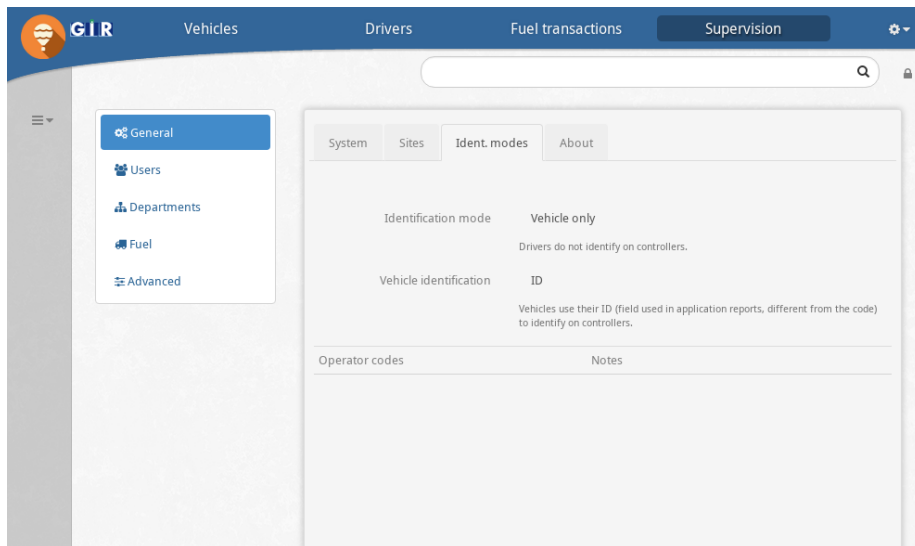 GIR Vehicles Drivers Fuel transactions Supervision
General
Users
Departments
Fuel
Advanced
System Sites Ident. modes About
Identification mode Vehicle only
Drivers do not identify on controllers.
Vehicle identification ID
Vehicles use their ID (field used in application reports, different from the code)
to identify on controllers.
Operator codes Notes